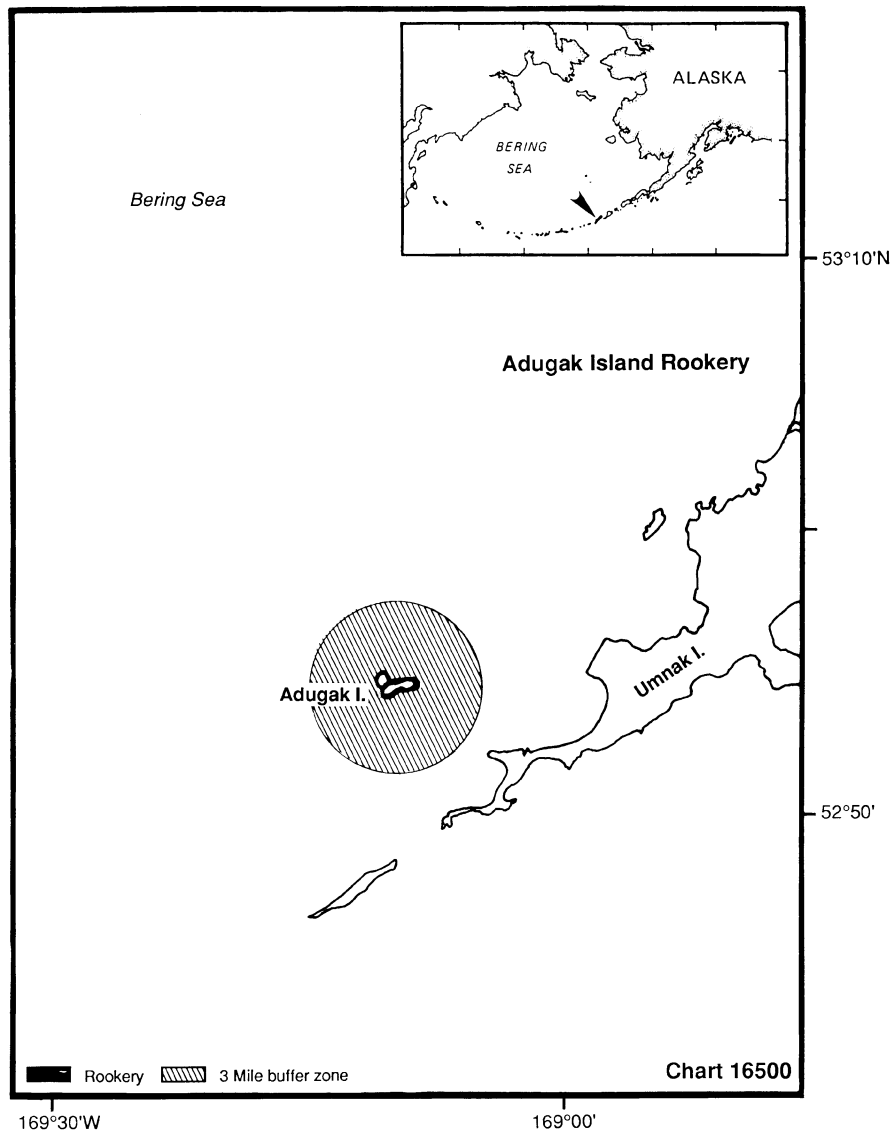 ALASKA
BERING
SEA
Bering Sea
53°10'N
Adugak Island Rookery
Umnak I.
Adugak I.
52°50'
Rookery
3 Mile buffer zone
Chart 16500
169°30'W
169°00'